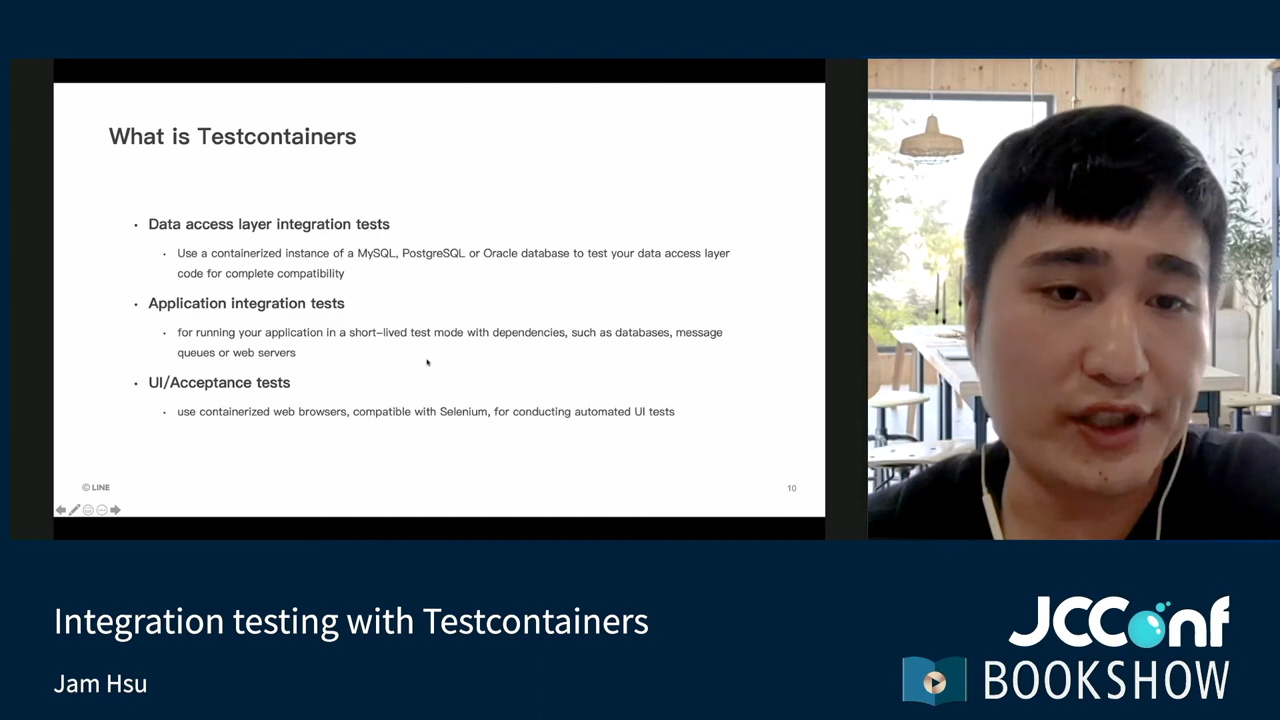 What is Testcontainers
• Data access layer integration tests
• Use a containerized instance of a MySQL, PostgreSQL or Oracle database to test your data access layer
code for complete compatibility
• Application integration tests
• for running your application in a short-lived test mode with dependencies, such as databases, message
queues or web servers
• UI/Acceptance tests
• use containerized web browsers, compatible with Selenium, for conducting automated UI tests
© LINE
10
Integration testing with Testcontainers
Jam Hsu
JCConf
BOOKSHOW